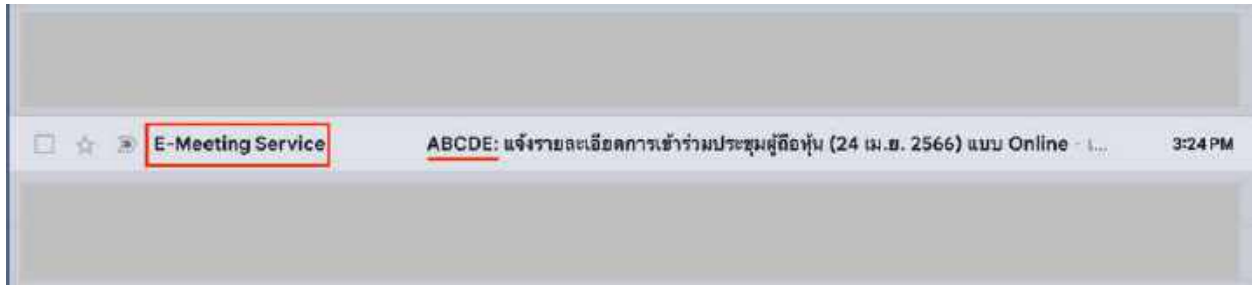 E-Meeting Service ABCDE: แจ้งรายละเอียดการเข้าร่วมประชุมผู้ถือหุ้น (24 เม.ย. 2566) แบบ Online - เ... 3:24 PM